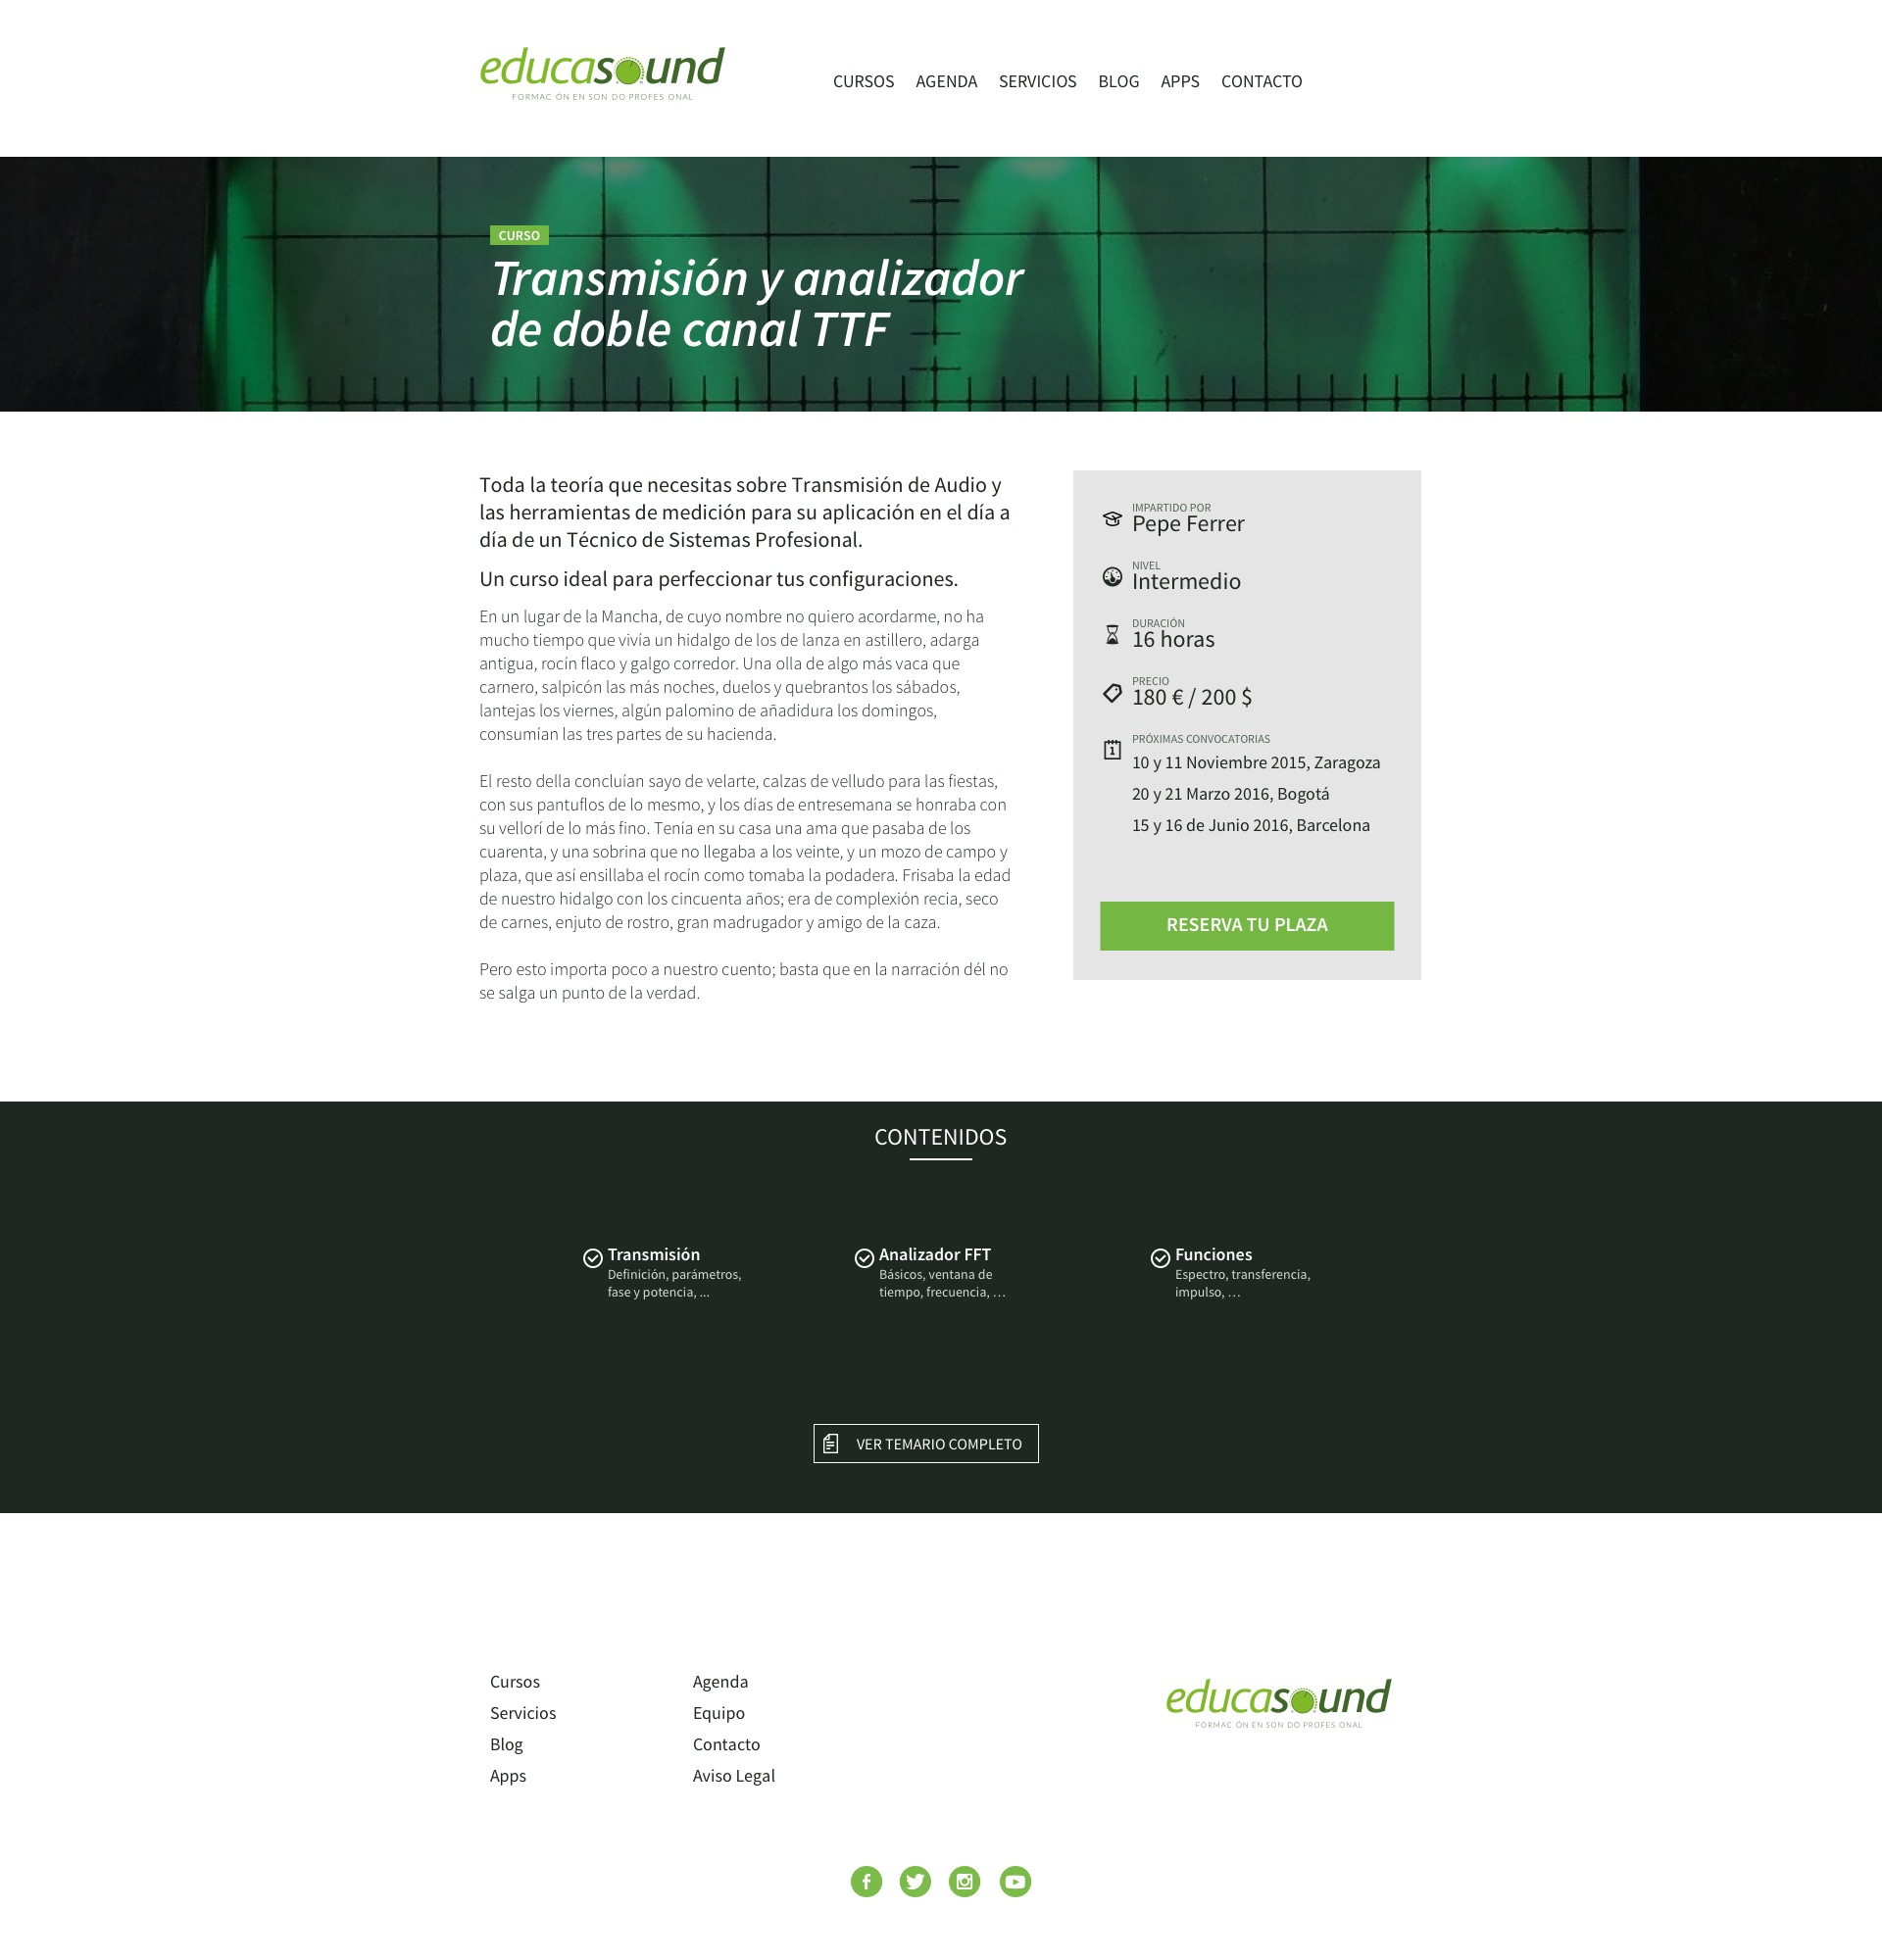 educasound
FORMAC ÓN EN SON DO PROFES ONAL
CURSOS AGENDA SERVICIOS BLOG APPS CONTACTO
CURSO
Transmisión y analizador
de doble canal TTF
Toda la teoría que necesitas sobre Transmisión de Audio y
las herramientas de medición para su aplicación en el día a
día de un Técnico de Sistemas Profesional.
Un curso ideal para perfeccionar tus configuraciones.
En un lugar de la Mancha, de cuyo nombre no quiero acordarme, no ha
mucho tiempo que vivía un hidalgo de los de lanza en astillero, adarga
antigua, rocín flaco y galgo corredor. Una olla de algo más vaca que
carnero, salpicón las más noches, duelos y quebrantos los sábados,
lantejas los viernes, algún palomino de añadidura los domingos,
consumían las tres partes de su hacienda.
El resto della concluían sayo de velarte, calzas de velludo para las fiestas,
con sus pantuflos de lo mesmo, y los días de entresemana se honraba con
su vellorí de lo más fino. Tenía en su casa una ama que pasaba de los
cuarenta, y una sobrina que no llegaba a los veinte, y un mozo de campo y
plaza, que así ensillaba el rocín como tomaba la podadera. Frisaba la edad
de nuestro hidalgo con los cincuenta años; era de complexión recia, seco
de carnes, enjuto de rostro, gran madrugador y amigo de la caza.
Pero esto importa poco a nuestro cuento; basta que en la narración dél no
se salga un punto de la verdad.
IMPARTIDO POR
Pepe Ferrer
NIVEL
Intermedio
DURACIÓN
16 horas
PRECIO
180 € / 200 $
PRÓXIMAS CONVOCATORIAS
1
10 y 11 Noviembre 2015, Zaragoza
20 y 21 Marzo 2016, Bogotá
15 y 16 de Junio 2016, Barcelona
RESERVA TU PLAZA
CONTENIDOS
Transmisión
Definición, parámetros,
fase y potencia, ...
Analizador FFT
Básicos, ventana de
tiempo, frecuencia, …
Funciones
Espectro, transferencia,
impulso, …
VER TEMARIO COMPLETO
Cursos
Servicios
Blog
Apps
Agenda
Equipo
Contacto
Aviso Legal
educasound
FORMAC ÓN EN SON DO PROFES ONAL